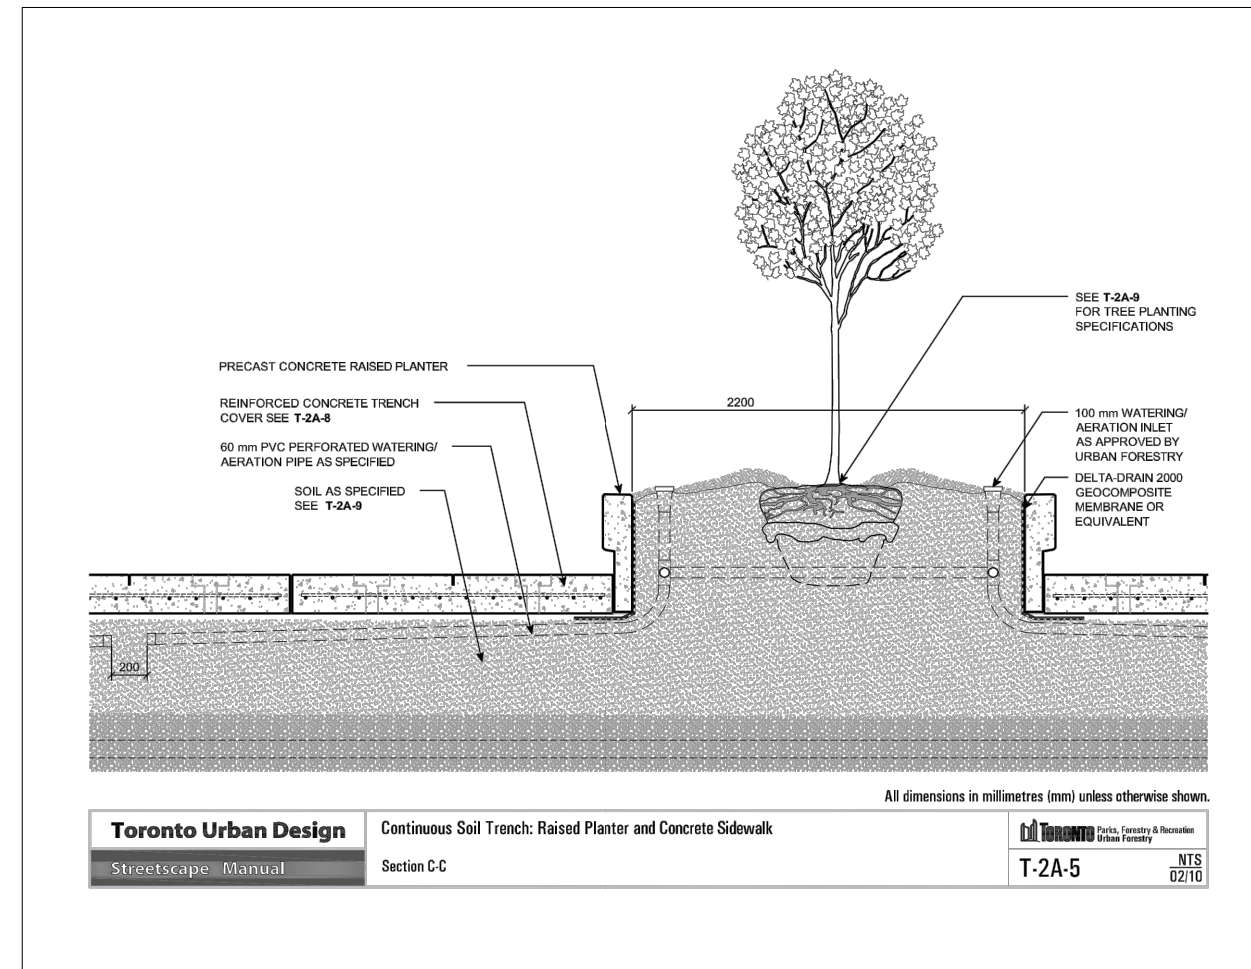 SEE T-2A-9
FOR TREE PLANTING
SPECIFICATIONS
PRECAST CONCRETE RAISED PLANTER
REINFORCED CONCRETE TRENCH
COVER SEE T-2A-8
2200
100 mm WATERING/
AERATION INLET
AS APPROVED BY
URBAN FORESTRY
60 mm PVC PERFORATED WATERING/
AERATION PIPE AS SPECIFIED
SOIL AS SPECIFIED
SEE T-2A-9
DELTA-DRAIN 2000
GEOCOMPOSITE
MEMBRANE OR
EQUIVALENT
200
All dimensions in millimetres (mm) unless otherwise shown.
Toronto Urban Design
Streetscape Manual
Continuous Soil Trench: Raised Planter and Concrete Sidewalk
Section C-C
TORONTO Parks, Forestry & Recreation
Urban Forestry
T-2A-5
NTS
02/10